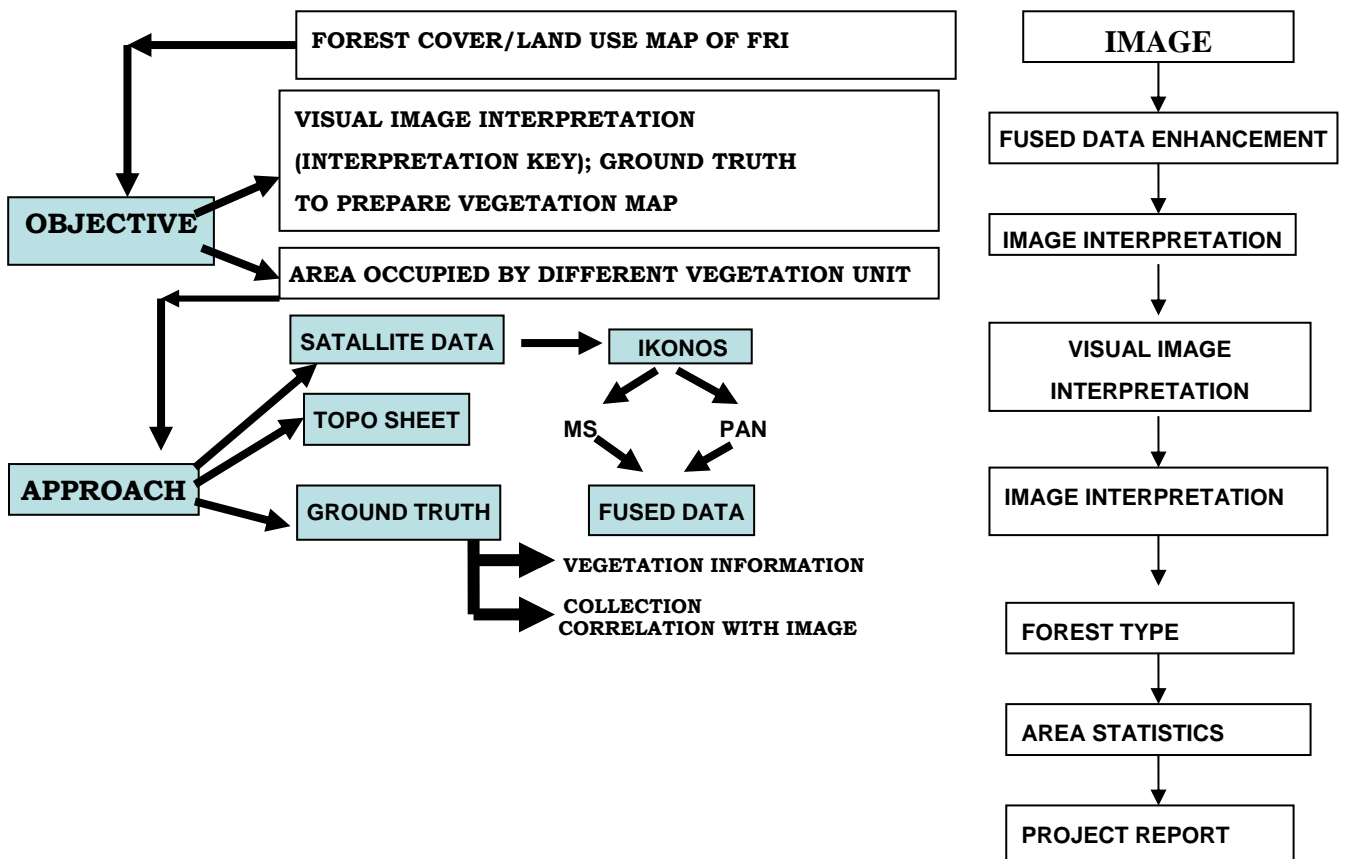 FOREST COVER/LAND USE MAP OF FRI
VISUAL IMAGE INTERPRETATION
(INTERPRETATION KEY); GROUND TRUTH
TO PREPARE VEGETATION MAP
OBJECTIVE
AREA OCCUPIED BY DIFFERENT VEGETATION UNIT
SATALLITE DATA
IKONOS
TOPO SHEET
MS
PAN
APPROACH
GROUND TRUTH
FUSED DATA
VEGETATION INFORMATION
COLLECTION
CORRELATION WITH IMAGE
IMAGE
FUSED DATA ENHANCEMENT
IMAGE INTERPRETATION
VISUAL IMAGE
INTERPRETATION
IMAGE INTERPRETATION
FOREST TYPE
AREA STATISTICS
PROJECT REPORT